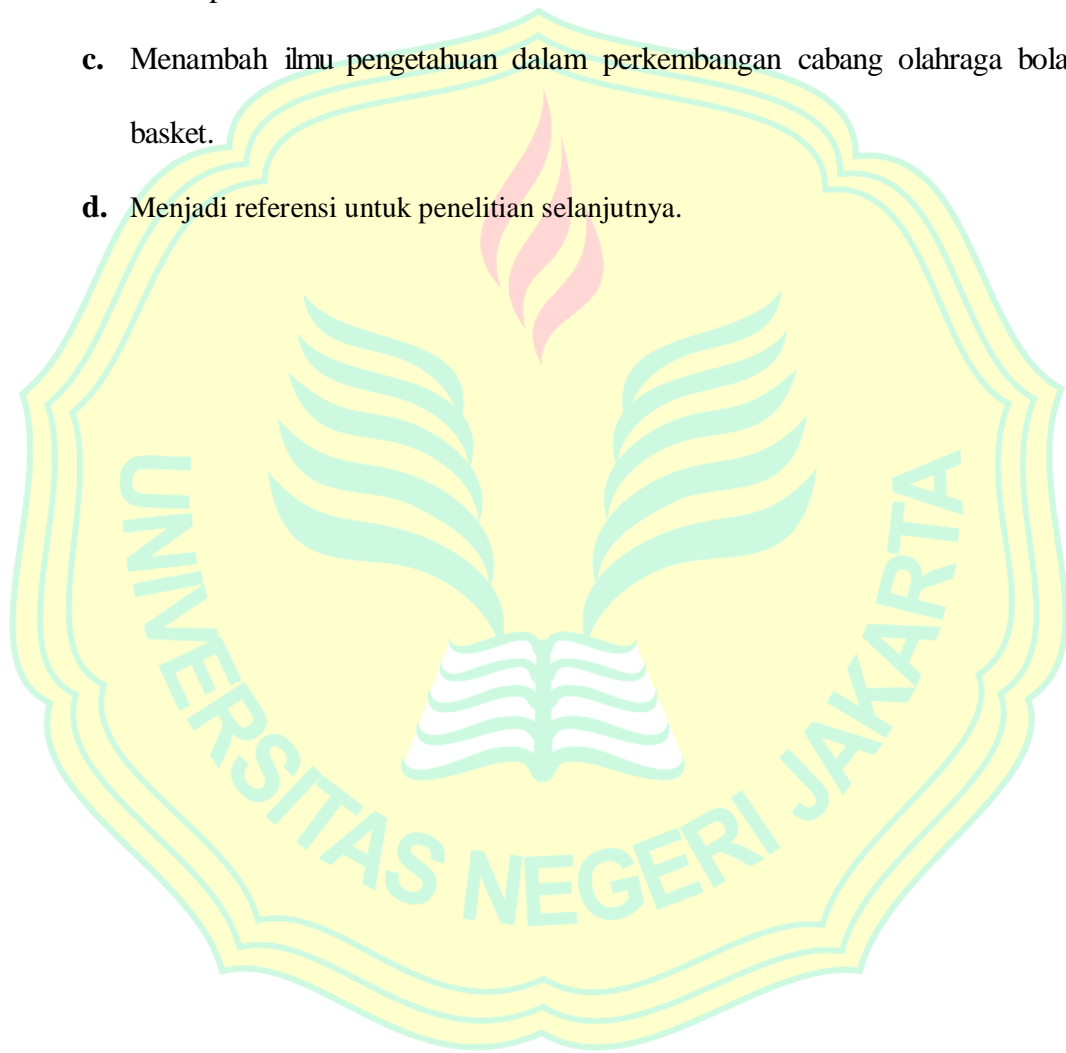 c. Menambah ilmu pengetahuan dalam perkembangan cabang olahraga bola
basket.
d. Menjadi referensi untuk penelitian selanjutnya.
UNIVERSITAS NEGERI JAKARTA